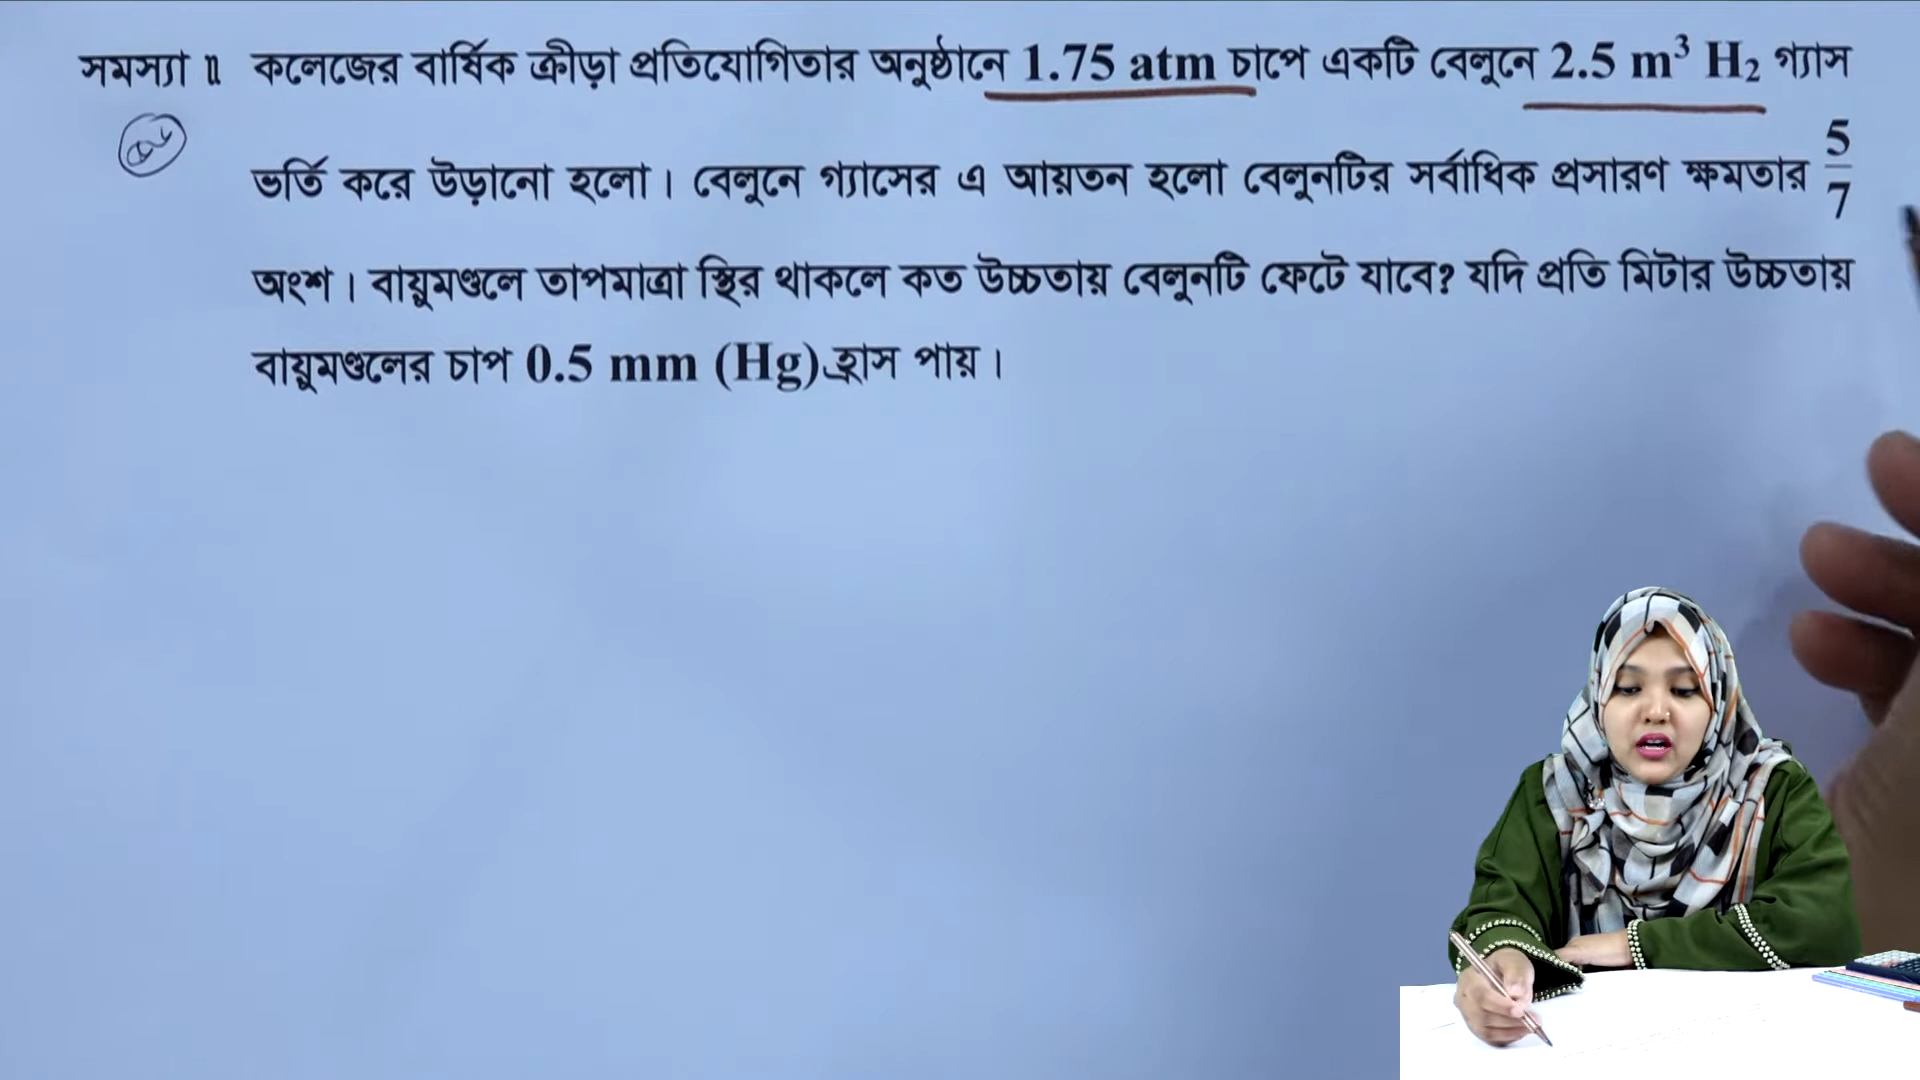 সমস্যা ॥ কলেজের বার্ষিক ক্রীড়া প্রতিযোগিতার অনুষ্ঠানে 1.75 atm চাপে একটি বেলুনে 2.5 m³ H₂ গ্যাস
ভর্তি করে উড়ানো হলো। বেলুনে গ্যাসের এ আয়তন হলো বেলুনটির সর্বাধিক প্রসারণ ক্ষমতার 5/7
অংশ। বায়ুমণ্ডলে তাপমাত্রা স্থির থাকলে কত উচ্চতায় বেলুনটি ফেটে যাবে? যদি প্রতি মিটার উচ্চতায়
বায়ুমণ্ডলের চাপ 0.5 mm (Hg) হ্রাস পায়।